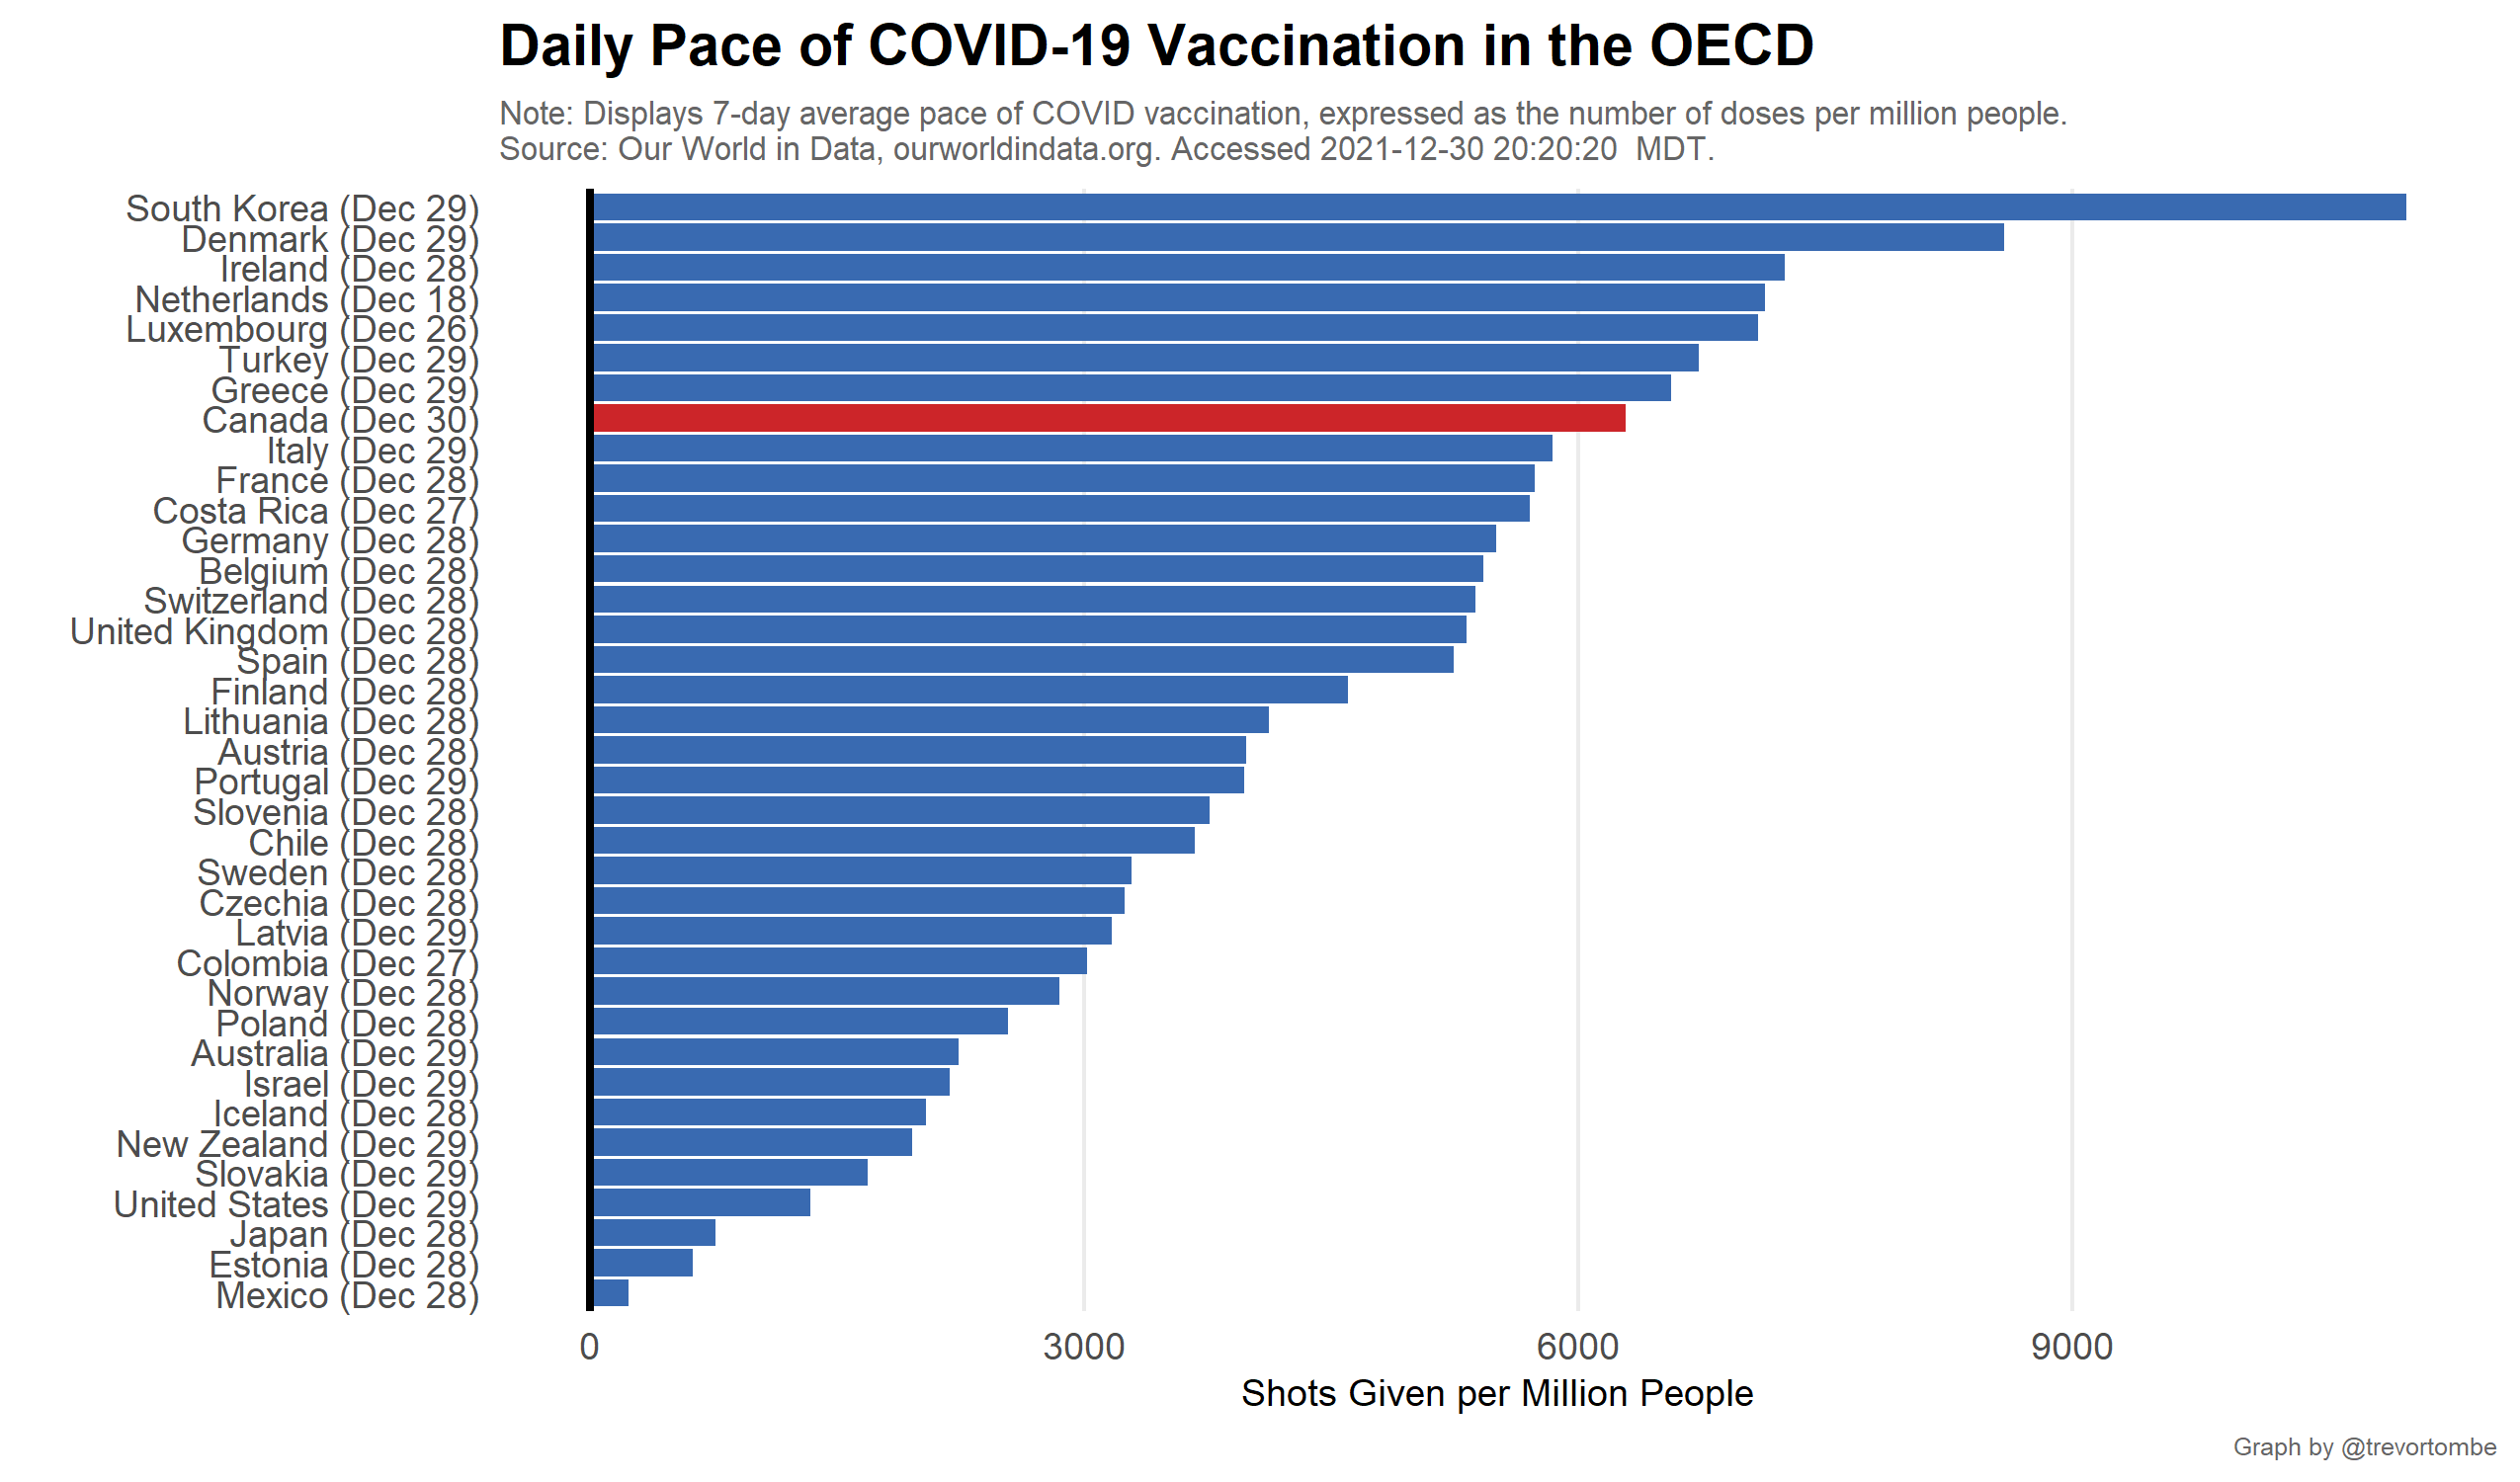 Daily Pace of COVID-19 Vaccination in the OECD
Note: Displays 7-day average pace of COVID vaccination, expressed as the number of doses per million people.
Source: Our World in Data, ourworldindata.org. Accessed 2021-12-30 20:20:20  MDT.
South Korea (Dec 29)
Denmark (Dec 29)
Ireland (Dec 28)
Netherlands (Dec 18)
Luxembourg (Dec 26)
Turkey (Dec 29)
Greece (Dec 29)
Canada (Dec 30)
Italy (Dec 29)
France (Dec 28)
Costa Rica (Dec 27)
Germany (Dec 28)
Belgium (Dec 28)
Switzerland (Dec 28)
United Kingdom (Dec 28)
Spain (Dec 28)
Finland (Dec 28)
Lithuania (Dec 28)
Austria (Dec 28)
Portugal (Dec 29)
Slovenia (Dec 28)
Chile (Dec 28)
Sweden (Dec 28)
Czechia (Dec 28)
Latvia (Dec 29)
Colombia (Dec 27)
Norway (Dec 28)
Poland (Dec 28)
Australia (Dec 29)
Israel (Dec 29)
Iceland (Dec 28)
New Zealand (Dec 29)
Slovakia (Dec 29)
United States (Dec 29)
Japan (Dec 28)
Estonia (Dec 28)
Mexico (Dec 28)
0 3000 6000 9000
Shots Given per Million People
Graph by @trevortombe